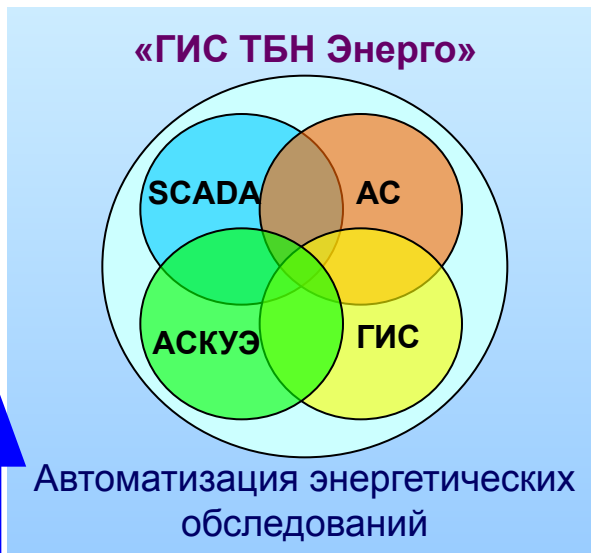 «ГИС ТБН Энерго»
SCADA АС
АСКУЭ ГИС
Автоматизация энергетических
обследований